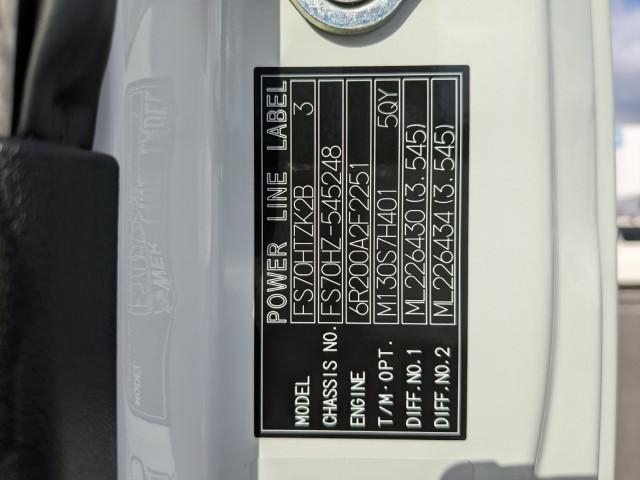 POWER LINE LABEL
MODEL FS70HTZK2B 3
CHASSIS NO. FS70HZ-545248
ENGINE 6R200A2F2251
T/M·OPT. M130S7H401 5QY
DIFF.NO.1 ML226430(3.545)
DIFF.NO.2 ML226434(3.545)